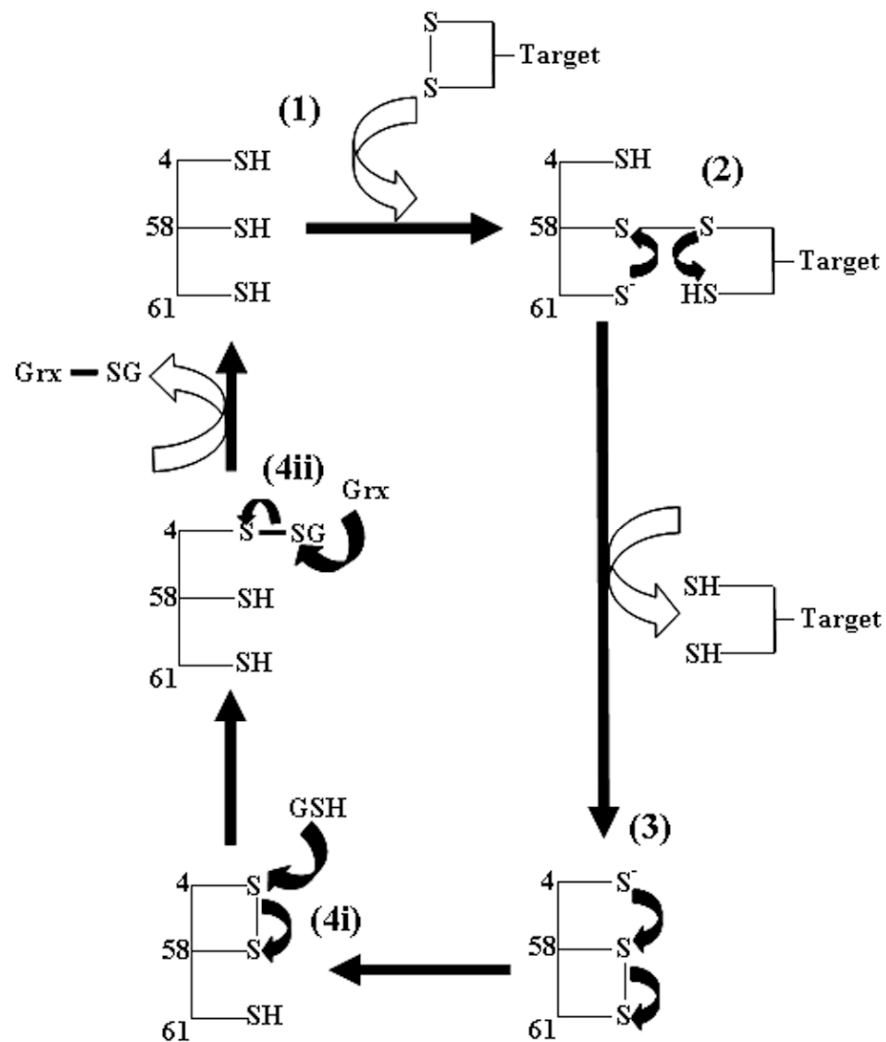 S
S
Target
(1)
4 SH
58 SH
61 SH
4 SH
(2)
58 S S
Target
61 S- HS
Grx SG
(4ii)
Grx
4 S SG
58 SH
61 SH
SH
Target
SH
GSH
(3)
4 S
(4i)
58 S
61 SH
4 S-
58 S
61 S